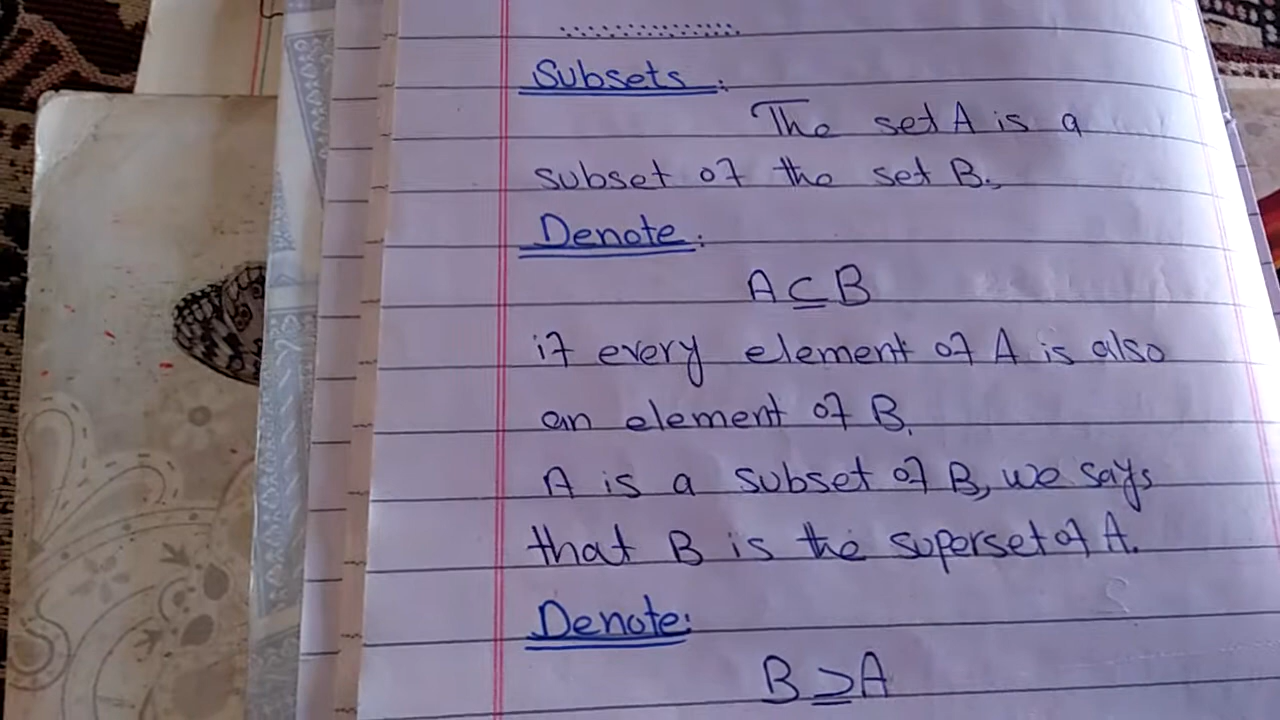 Subsets:
The set A is a
subset of the set B.
Denote:
A ⊆ B
if every element of A is also
an element of B.
A is a subset of B, we says
that B is the superset of A.
Denote:
B ⊇ A